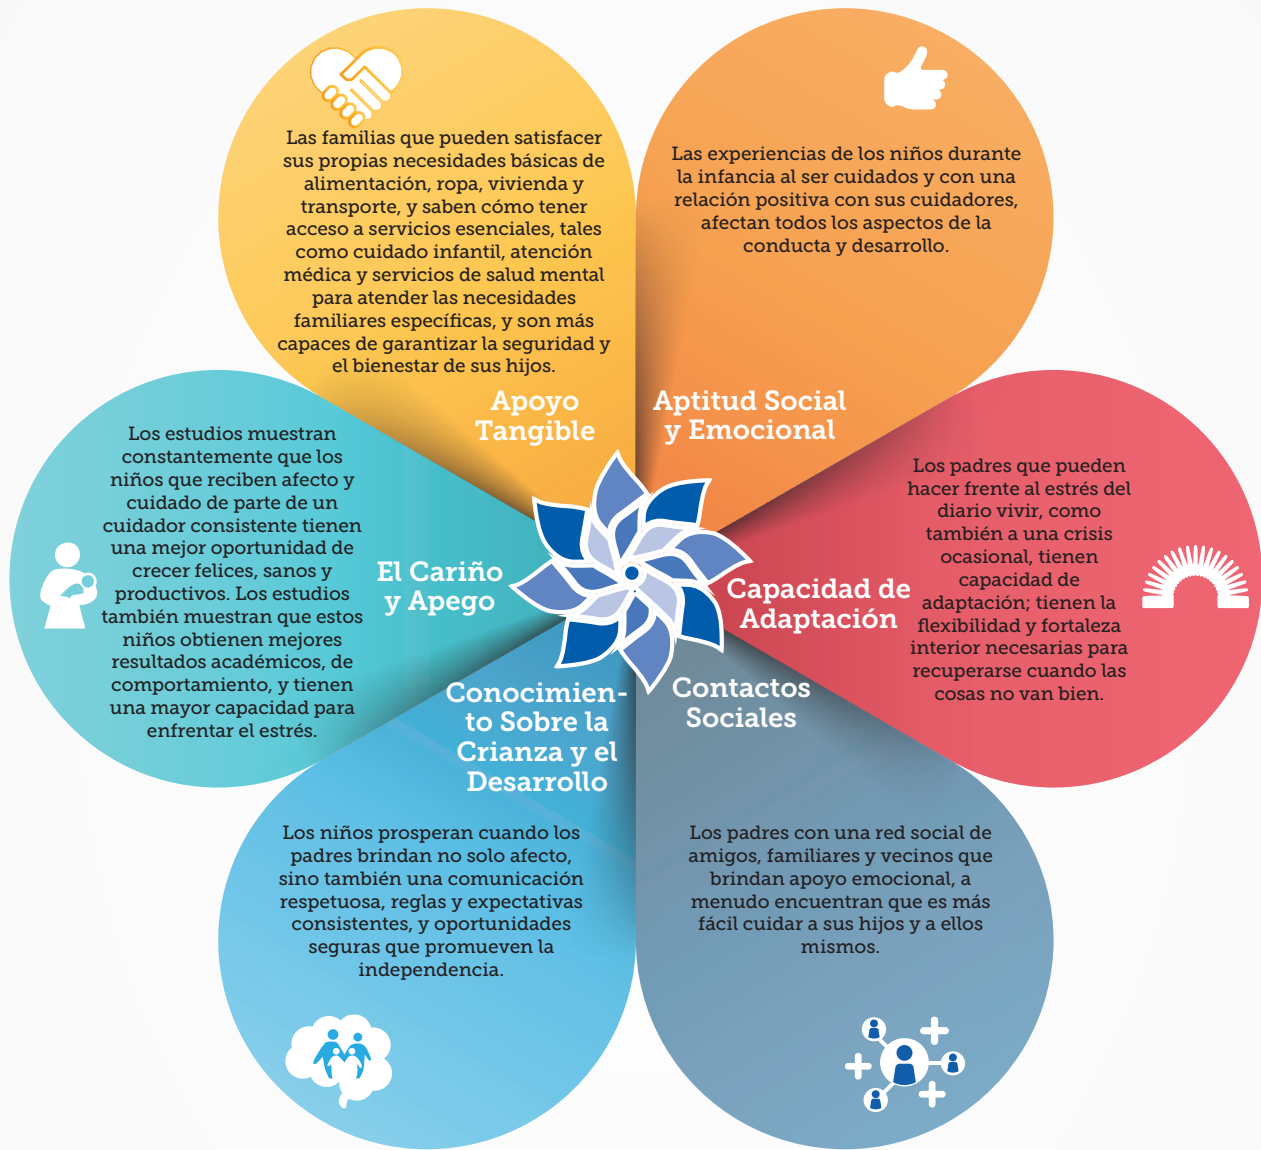 Las familias que pueden satisfacer
sus propias necesidades básicas de
alimentación, ropa, vivienda y
transporte, y saben cómo tener
acceso a servicios esenciales, tales
como cuidado infantil, atención
médica y servicios de salud mental
para atender las necesidades
familiares específicas, y son más
capaces de garantizar la seguridad y
el bienestar de sus hijos.
Apoyo
Tangible
Las experiencias de los niños durante
la infancia al ser cuidados y con una
relación positiva con sus cuidadores,
afectan todos los aspectos de la
conducta y desarrollo.
Aptitud Social
y Emocional
Los estudios muestran
constantemente que los
niños que reciben afecto y
cuidado de parte de un
cuidador consistente tienen
una mejor oportunidad de
crecer felices, sanos y
productivos. Los estudios
también muestran que estos
niños obtienen mejores
resultados académicos, de
comportamiento, y tienen
una mayor capacidad para
enfrentar el estrés.
El Cariño
y Apego
Capacidad de
Adaptación
Los padres que pueden
hacer frente al estrés del
diario vivir, como
también a una crisis
ocasional, tienen
capacidad de
adaptación; tienen la
flexibilidad y fortaleza
interior necesarias para
recuperarse cuando las
cosas no van bien.
Conocimien-
to Sobre la
Crianza y el
Desarrollo
Los niños prosperan cuando los
padres brindan no solo afecto,
sino también una comunicación
respetuosa, reglas y expectativas
consistentes, y oportunidades
seguras que promueven la
independencia.
Contactos
Sociales
Los padres con una red social de
amigos, familiares y vecinos que
brindan apoyo emocional, a
menudo encuentran que es más
fácil cuidar a sus hijos y a ellos
mismos.